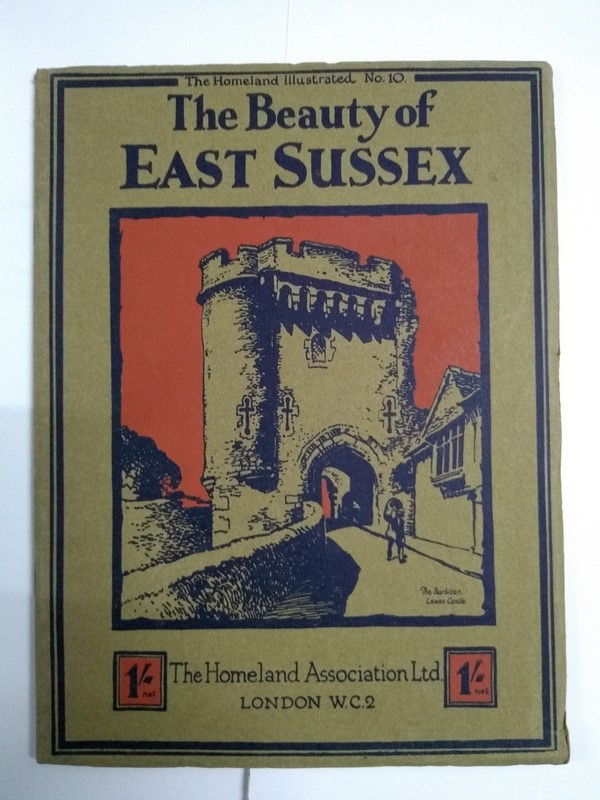 The Homeland Illustrated. No. 10.
The Beauty of
EAST SUSSEX
The Barbican
Lewes Castle
1/- net
The Homeland Association Ltd.
1/- net
LONDON W.C.2